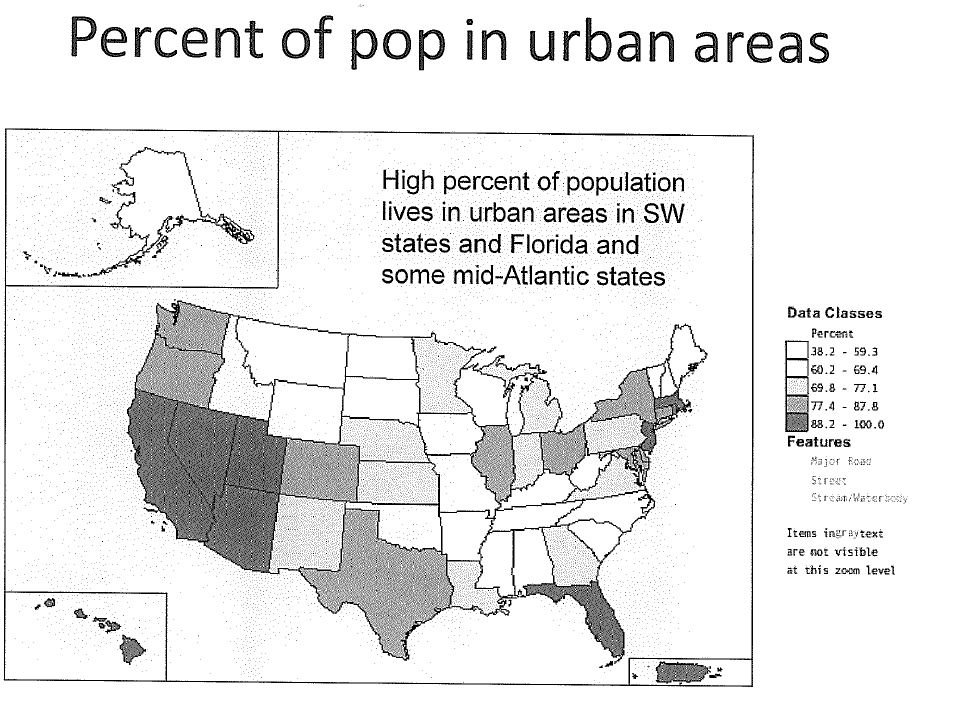 Percent of pop in urban areas
High percent of population
lives in urban areas in SW
states and Florida and
some mid-Atlantic states
Data Classes
Percent
38.2 - 59.3
60.2 - 69.4
69.8 - 77.1
77.4 - 87.8
88.2 - 100.0
Features
Major Road
Street
Stream/Waterbody
Items ingraytext
are not visible
at this zoom level